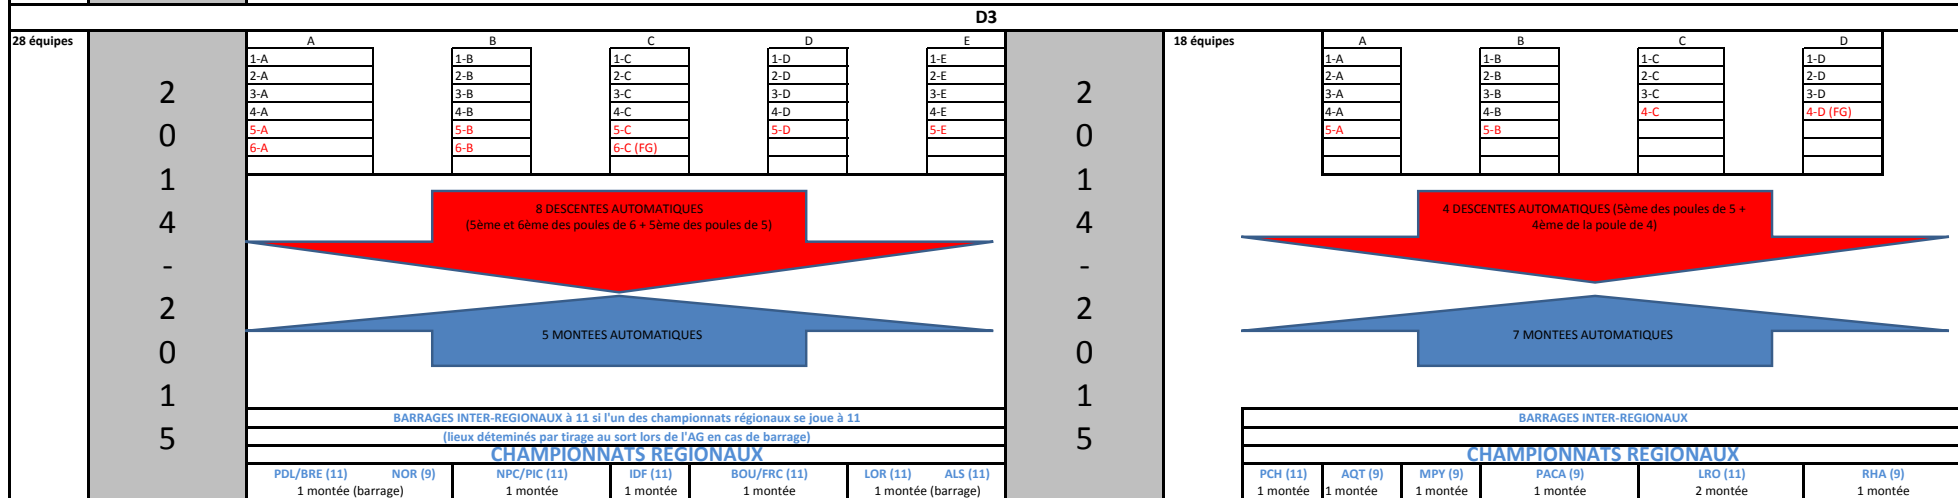 D3
28 équipes
A B C D E
1-A 1-B 1-C 1-D 1-E
2-A 2-B 2-C 2-D 2-E
3-A 3-B 3-C 3-D 3-E
4-A 4-B 4-C 4-D 4-E
5-A 5-B 5-C 5-D 5-E
6-A 6-B 6-C (FG)
2
0
1
4
-
2
0
1
5
8 DESCENTES AUTOMATIQUES
(5ème et 6ème des poules de 6 + 5ème des poules de 5)
5 MONTEES AUTOMATIQUES
BARRAGES INTER-REGIONAUX à 11 si l'un des championnats régionaux se joue à 11
(lieux déteminés par tirage au sort lors de l'AG en cas de barrage)
CHAMPIONNATS REGIONAUX
PDL/BRE (11) NOR (9) NPC/PIC (11) IDF (11) BOU/FRC (11) LOR (11) ALS (11)
1 montée (barrage) 1 montée 1 montée 1 montée 1 montée (barrage)
2
0
1
4
-
2
0
1
5
18 équipes
A B C D
1-A 1-B 1-C 1-D
2-A 2-B 2-C 2-D
3-A 3-B 3-C 3-D
4-A 4-B 4-C 4-D (FG)
5-A 5-B
4 DESCENTES AUTOMATIQUES (5ème des poules de 5 +
4ème de la poule de 4)
7 MONTEES AUTOMATIQUES
BARRAGES INTER-REGIONAUX
CHAMPIONNATS REGIONAUX
PCH (11) AQT (9) MPY (9) PACA (9) LRO (11) RHA (9)
1 montée 1 montée 1 montée 1 montée 2 montée 1 montée